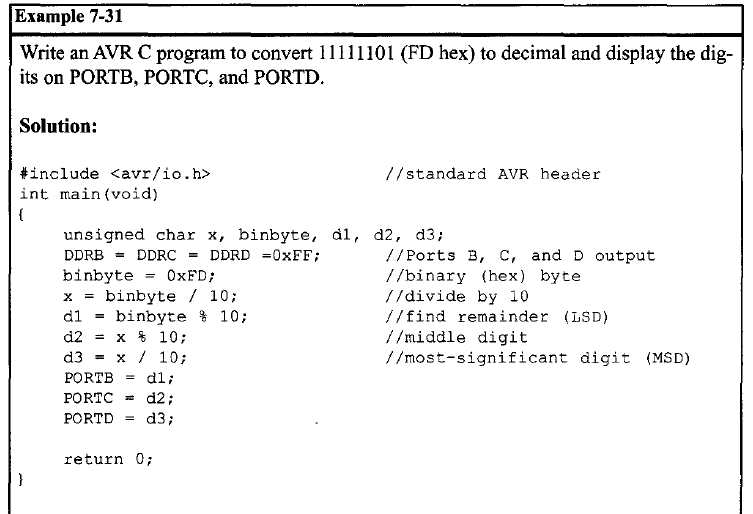 Example 7-31
Write an AVR C program to convert 11111101 (FD hex) to decimal and display the dig-
its on PORTB, PORTC, and PORTD.
Solution:
#include <avr/io.h> //standard AVR header
int main(void)
{
unsigned char x, binbyte, d1, d2, d3;
DDRB = DDRC = DDRD =0xFF; //Ports B, C, and D output
binbyte = 0xFD; //binary (hex) byte
x = binbyte / 10; //divide by 10
d1 = binbyte % 10; //find remainder (LSD)
d2 = x % 10; //middle digit
d3 = x / 10; //most-significant digit (MSD)
PORTB = d1;
PORTC = d2;
PORTD = d3;
return 0;
}